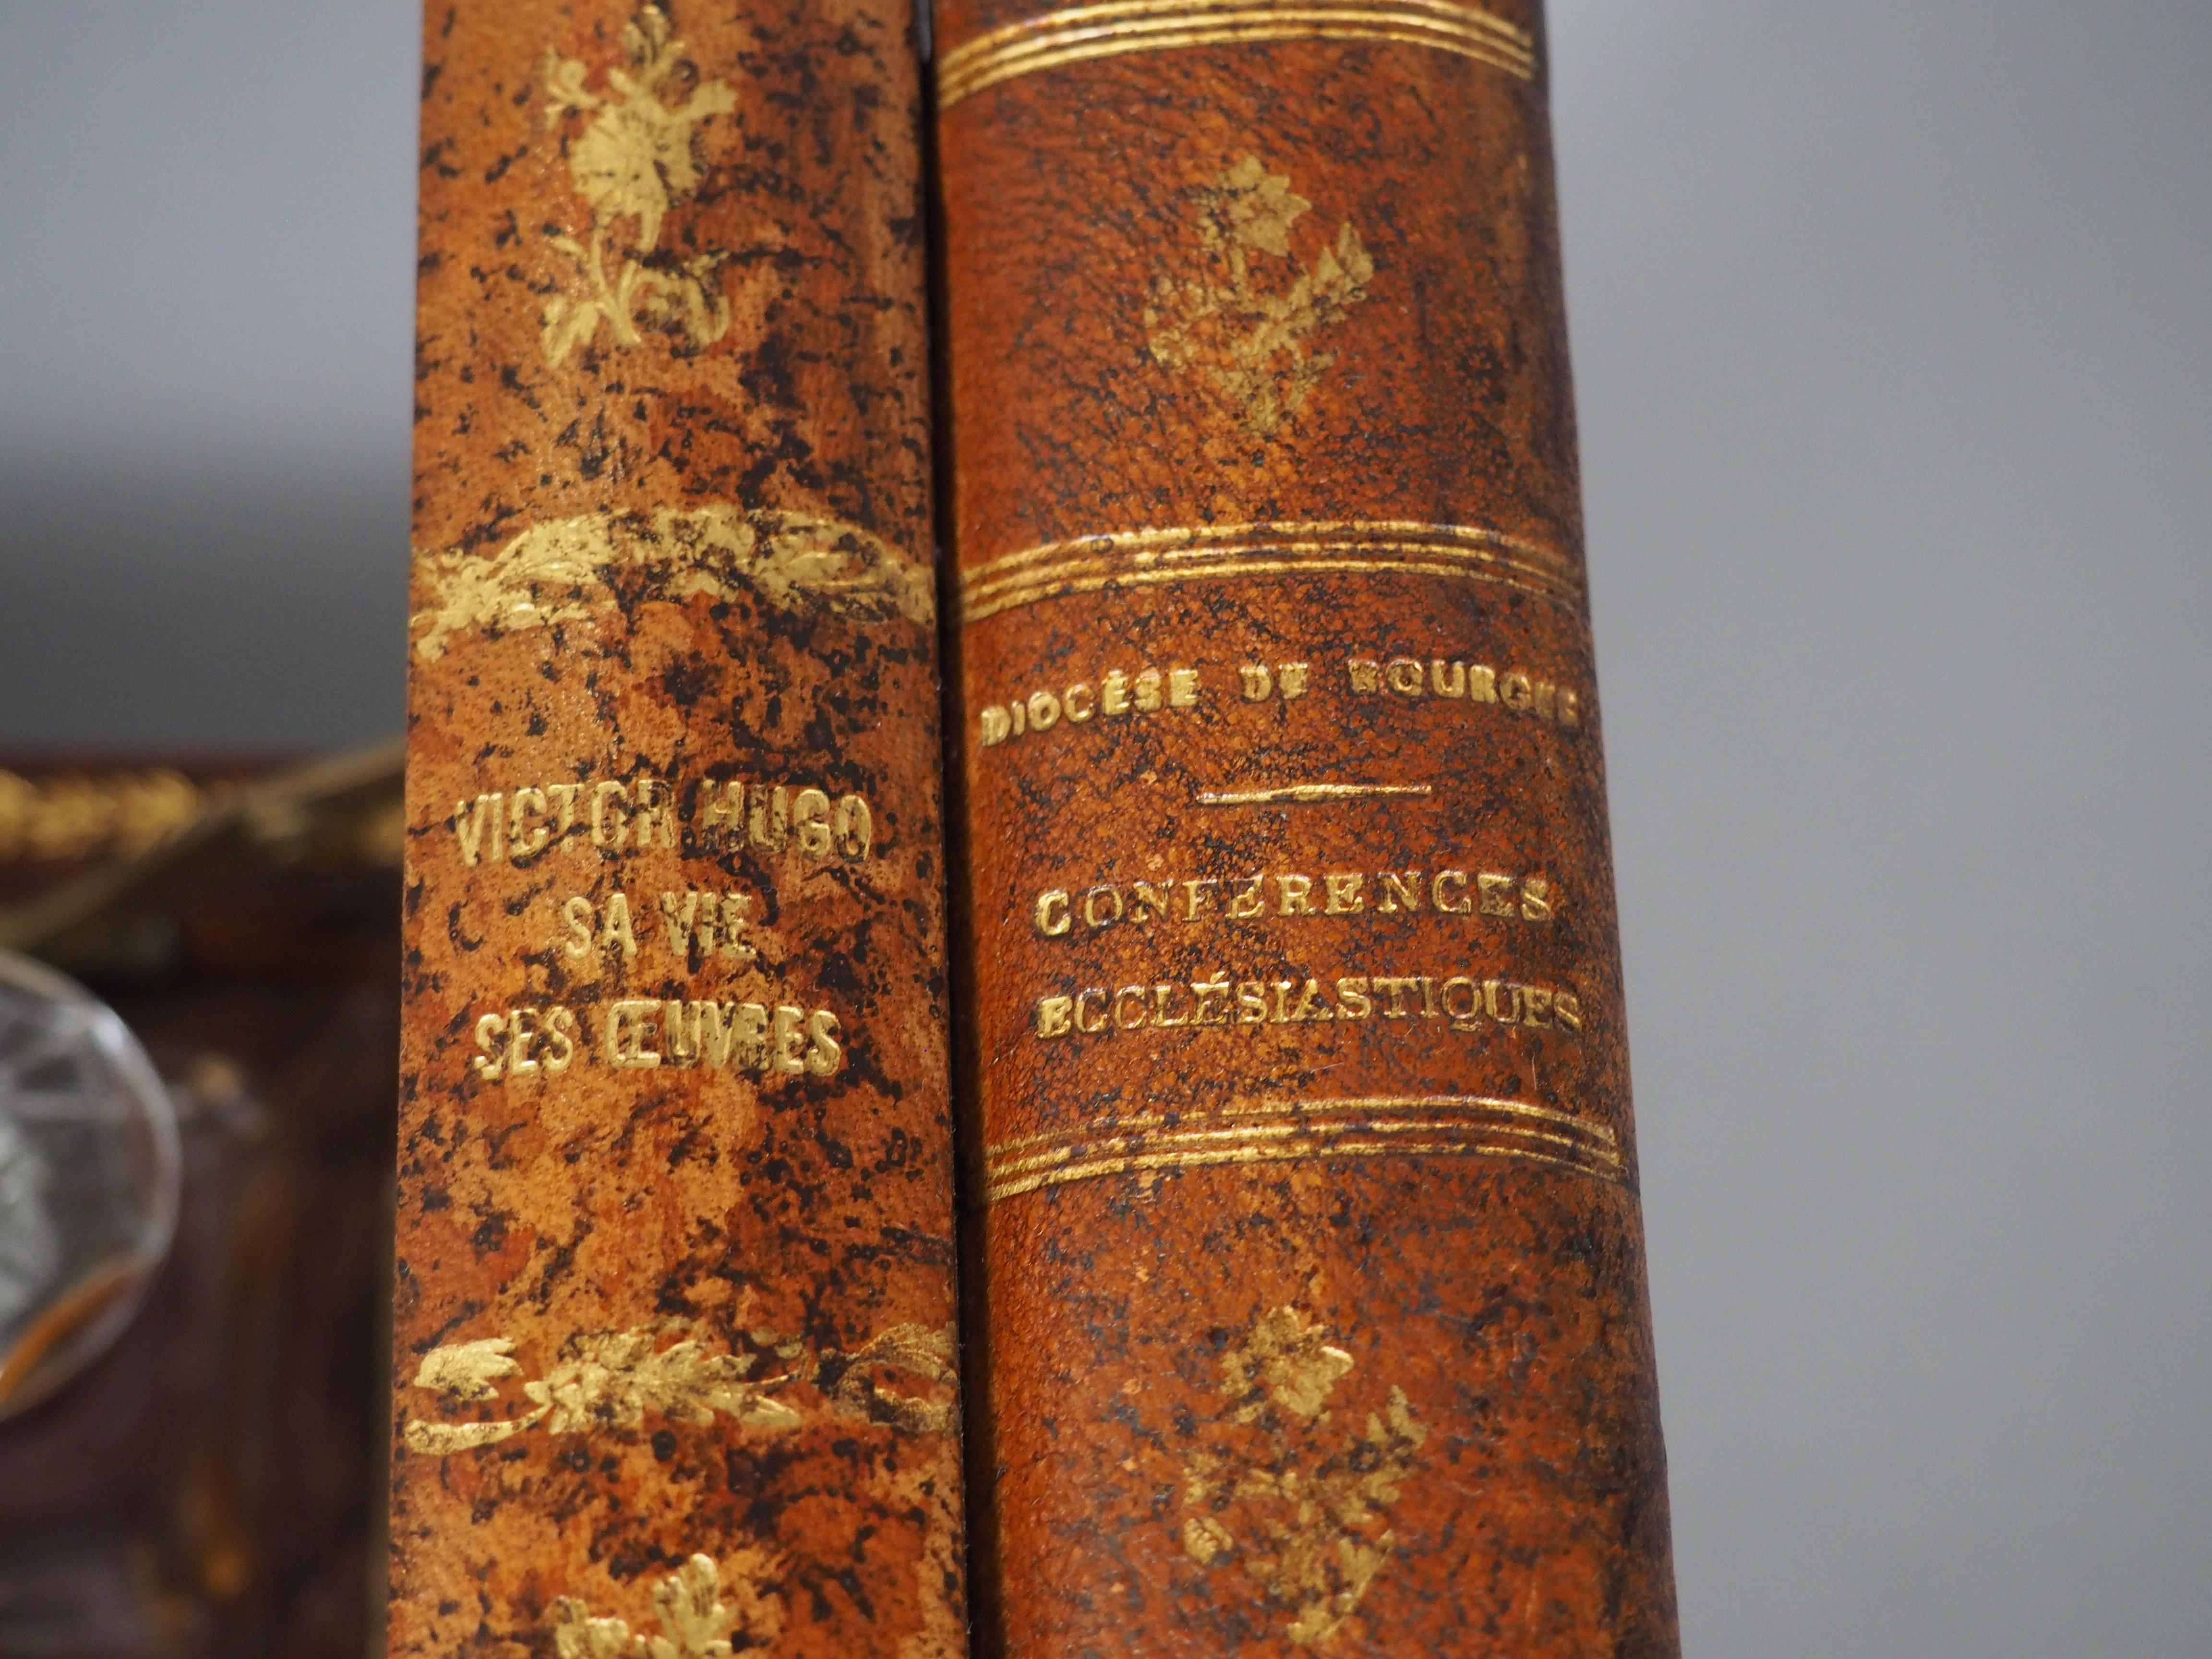 VICTOR HUGO
SA VIE
SES ŒUVRES
DIOCÈSE DE BOURGES
CONFÉRENCES
ECCLÉSIASTIQUES